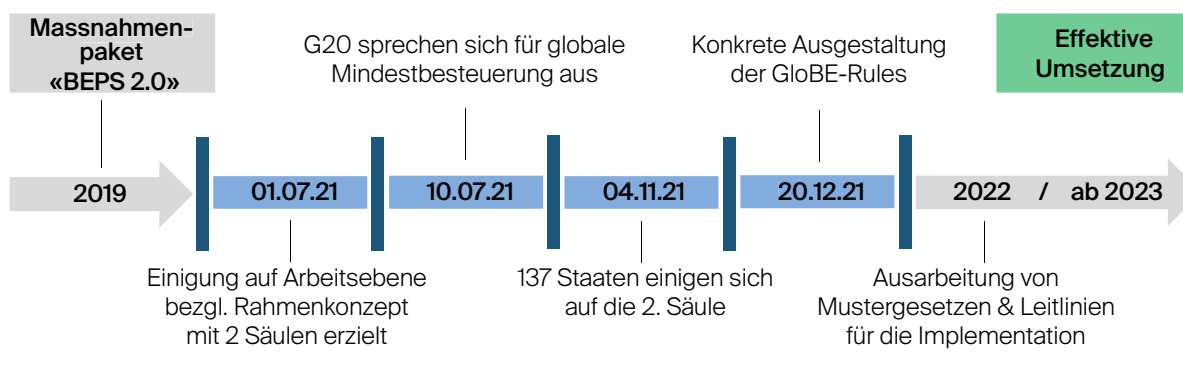 Massnahmen-
paket
«BEPS 2.0»
G20 sprechen sich für globale
Mindestbesteuerung aus
Konkrete Ausgestaltung
der GloBE-Rules
Effektive
Umsetzung
2019
01.07.21
10.07.21
04.11.21
20.12.21
2022 / ab 2023
Einigung auf Arbeitsebene
bezgl. Rahmenkonzept
mit 2 Säulen erzielt
137 Staaten einigen sich
auf die 2. Säule
Ausarbeitung von
Mustergesetzen & Leitlinien
für die Implementation